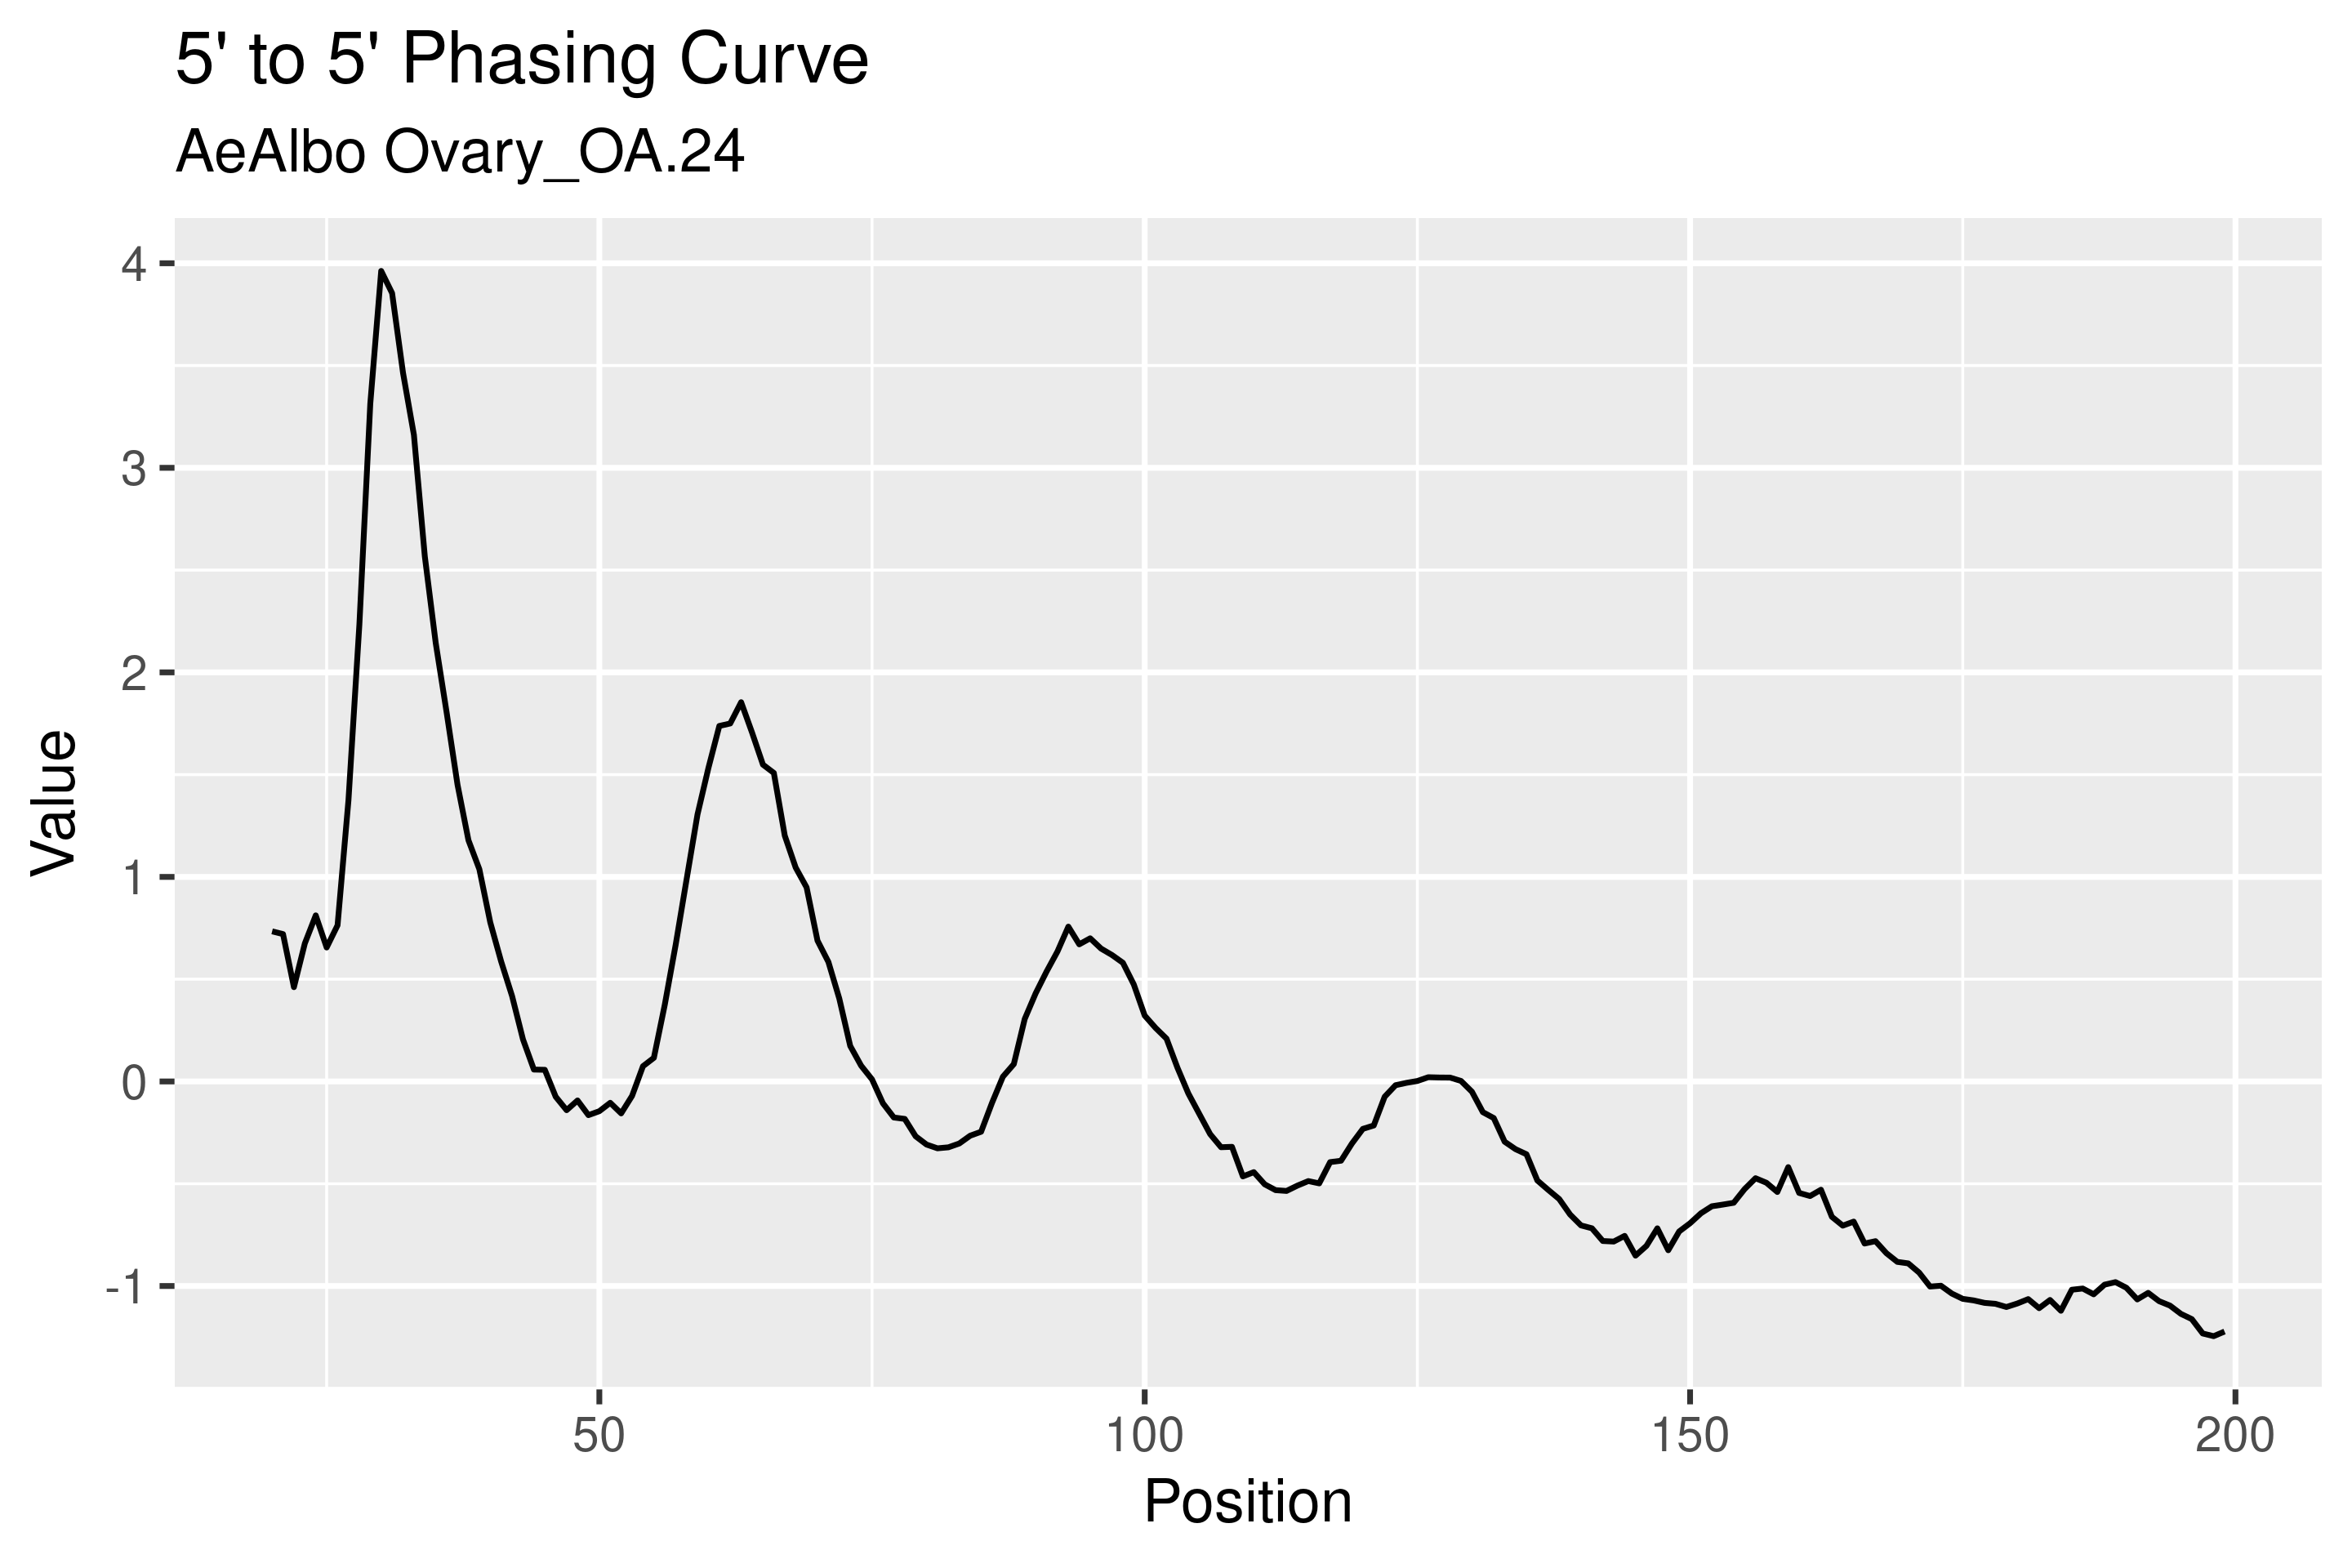 5' to 5' Phasing Curve
AeAlbo Ovary_OA.24
4
3
2
1
0
-1
Value
50
100
150
200
Position